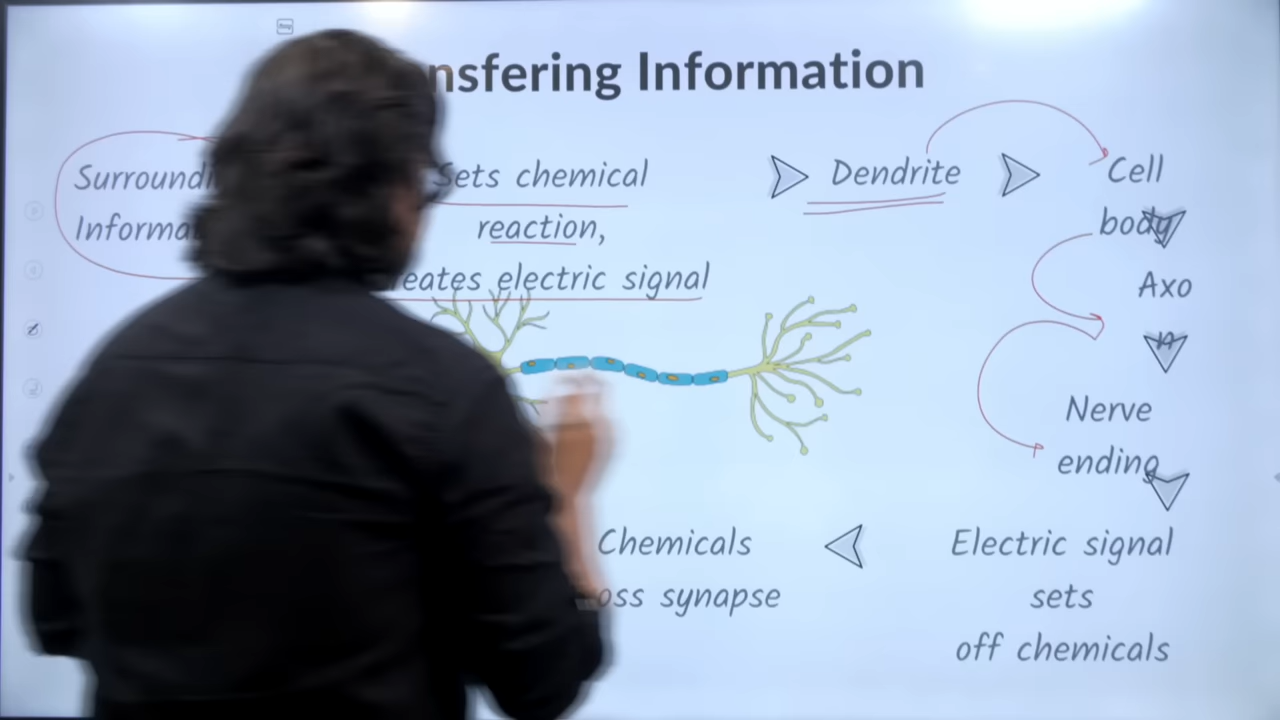 nsfering Information
Surroundi
Informa
Sets chemical
reaction,
reates electric signal
Dendrite
Cell
body
Axo
n
Nerve
ending
Electric signal
sets
off chemicals
Chemicals
oss synapse